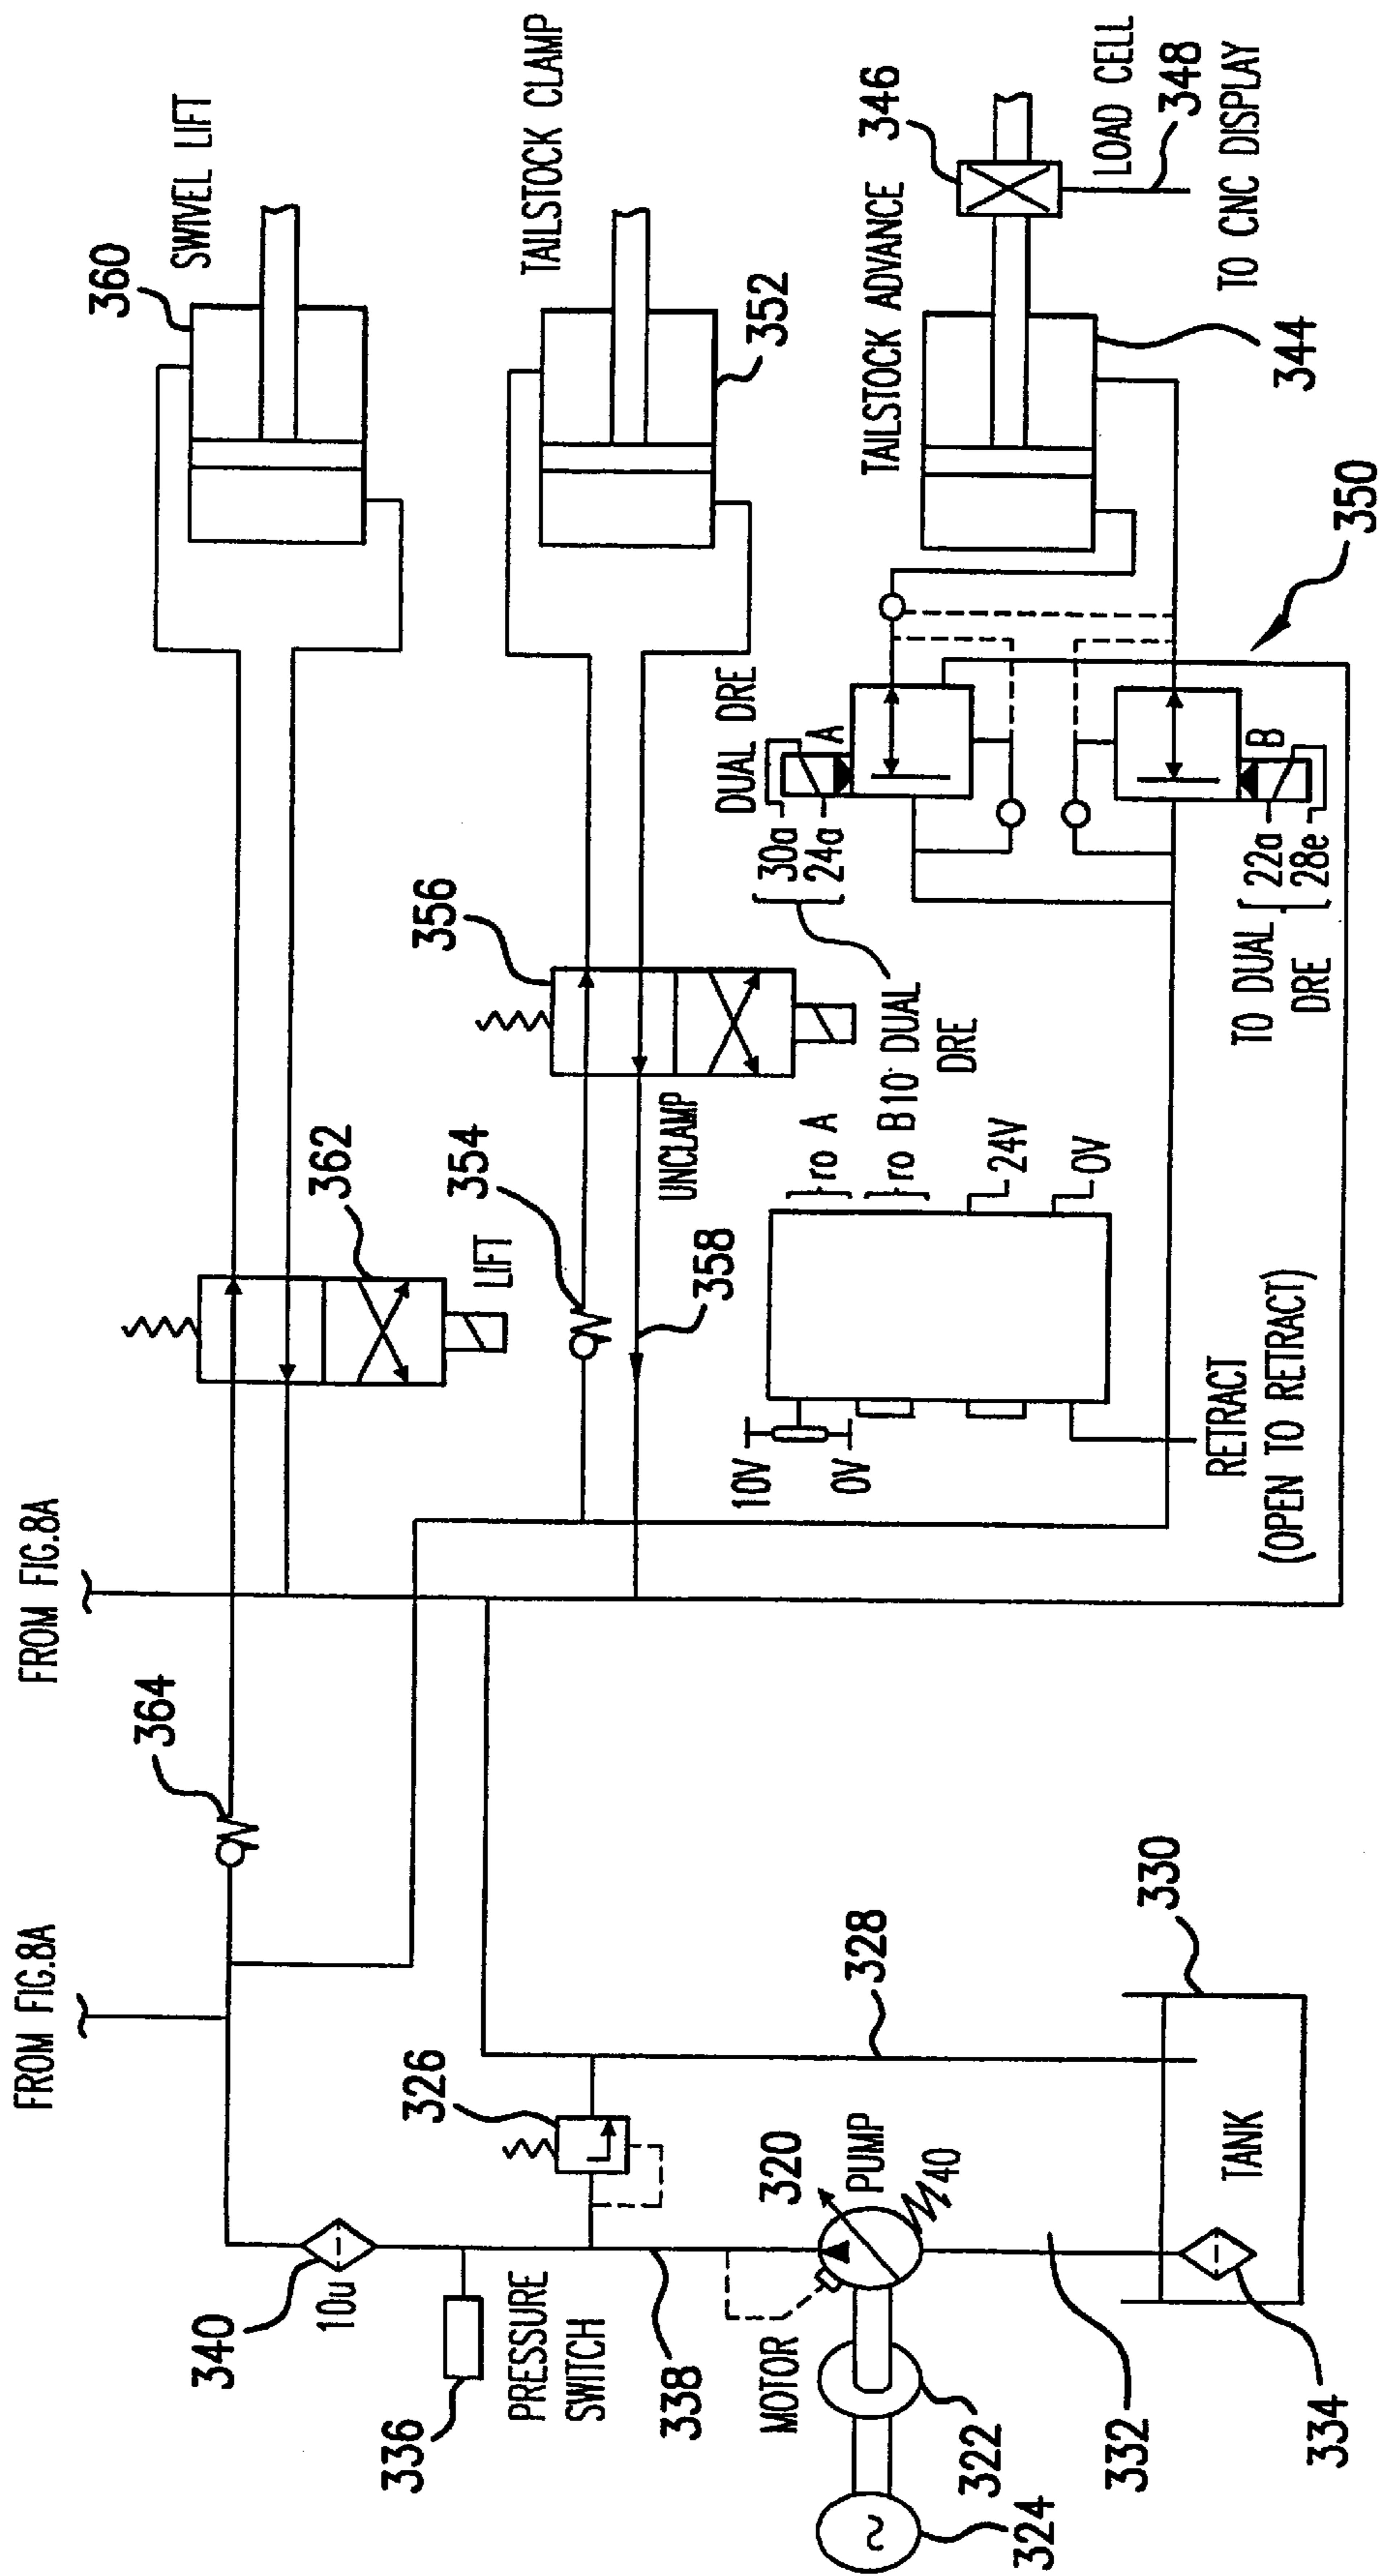 FROM FIG.8A
FROM FIG.8A
364
340
10u
336
PRESSURE
SWITCH
338
326
328
MOTOR
320
PUMP
40
322
324
332
334
TANK
330
360
SWIVEL LIFT
362
LIFT
TAILSTOCK CLAMP
352
356
354
UNCLAMP
358
TAILSTOCK ADVANCE
346
LOAD CELL
348
TO CNC DISPLAY
344
350
DUAL DRE
A
30a
24a
B
22a
28e
TO DUAL
DRE
ro A
ro B
10 DUAL
DRE
24V
0V
10V
0V
RETRACT
(OPEN TO RETRACT)